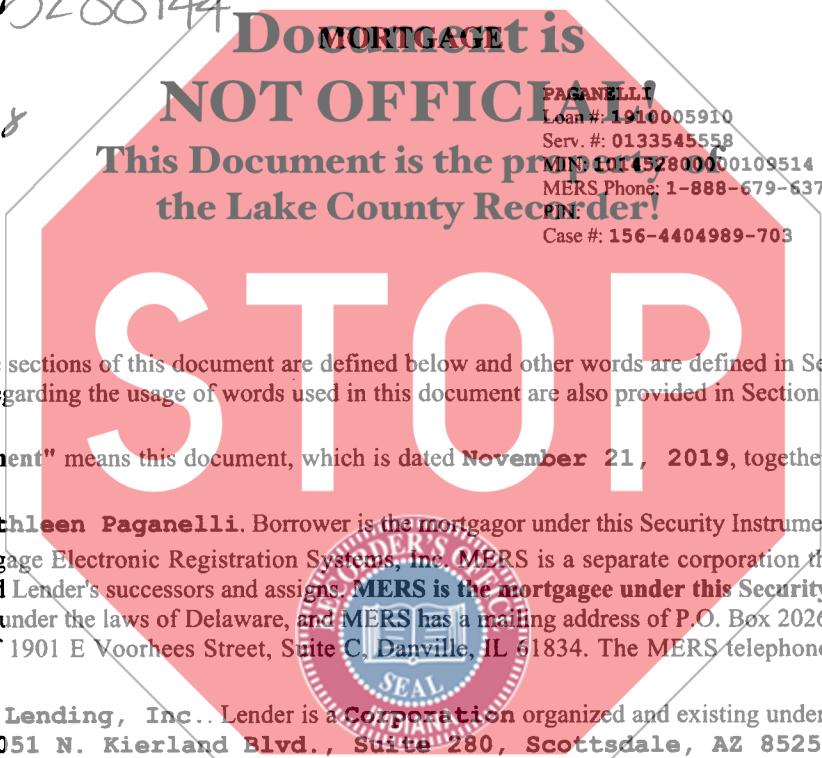 5200144
MORTGAGE
Document is
NOT OFFICIAL!
This Document is the property of
the Lake County Recorder!
PAGANELLI
Loan #: 1910005910
Serv. #: 0133545558
MIN: 101452800000109514
MERS Phone: 1-888-679-637
PIN:
Case #: 156-4404989-703
STOP
sections of this document are defined below and other words are defined in Se
garding the usage of words used in this document are also provided in Section
ent" means this document, which is dated November 21, 2019, togethe
thleen Paganelli. Borrower is the mortgagor under this Security Instrume
gage Electronic Registration Systems, Inc. MERS is a separate corporation th
d Lender's successors and assigns. MERS is the mortgagee under this Security
under the laws of Delaware, and MERS has a mailing address of P.O. Box 2026
f 1901 E Voorhees Street, Suite C, Danville, IL 61834. The MERS telephone
Lending, Inc.. Lender is a Corporation organized and existing under
051 N. Kierland Blvd., Suite 280, Scottsdale, AZ 8525
SEAL
INDIANA